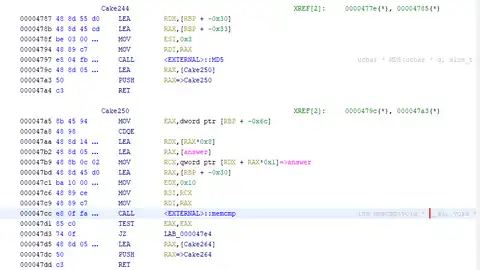 00004787 48 8d 55 d0 LEA RDX,[RBP + -0x30]
0000478b 48 8d 45 cd LEA RAX,[RBP + -0x33]
0000478f be 03 00 ... MOV ESI,0x3
00004794 48 89 c7 MOV RDI,RAX
00004797 e8 04 fb ... CALL <EXTERNAL>::MD5 uchar * MD5(uchar * d, size_t
0000479c 48 8d 05 ... LEA RAX,[Cake250]
000047a3 50 PUSH RAX=>Cake250
000047a4 c3 RET
Cake244 XREF[2]: 0000477e(*), 00004785(*)
Cake250 XREF[2]: 0000479c(*), 000047a3(*)
000047a5 8b 45 94 MOV EAX,dword ptr [RBP + -0x6c]
000047a8 48 98 CDQE
000047aa 48 8d 14 ... LEA RDX,[RAX*0x8]
000047b2 48 8d 05 ... LEA RAX,[answer]
000047b9 48 8b 0c 02 MOV RCX,qword ptr [RDX + RAX*0x1]=>answer
000047bd 48 8d 45 d0 LEA RAX,[RBP + -0x30]
000047c1 ba 10 00 ... MOV EDX,0x10
000047c6 48 89 ce MOV RSI,RCX
000047c9 48 89 c7 MOV RDI,RAX
000047cc e8 0f fa ... CALL <EXTERNAL>::memcmp
000047d1 85 c0 TEST EAX,EAX
000047d3 74 0f JZ LAB_000047e4
000047d5 48 8d 05 ... LEA RAX,[Cake264]
000047dc 50 PUSH RAX=>Cake264
000047dd c3 RET